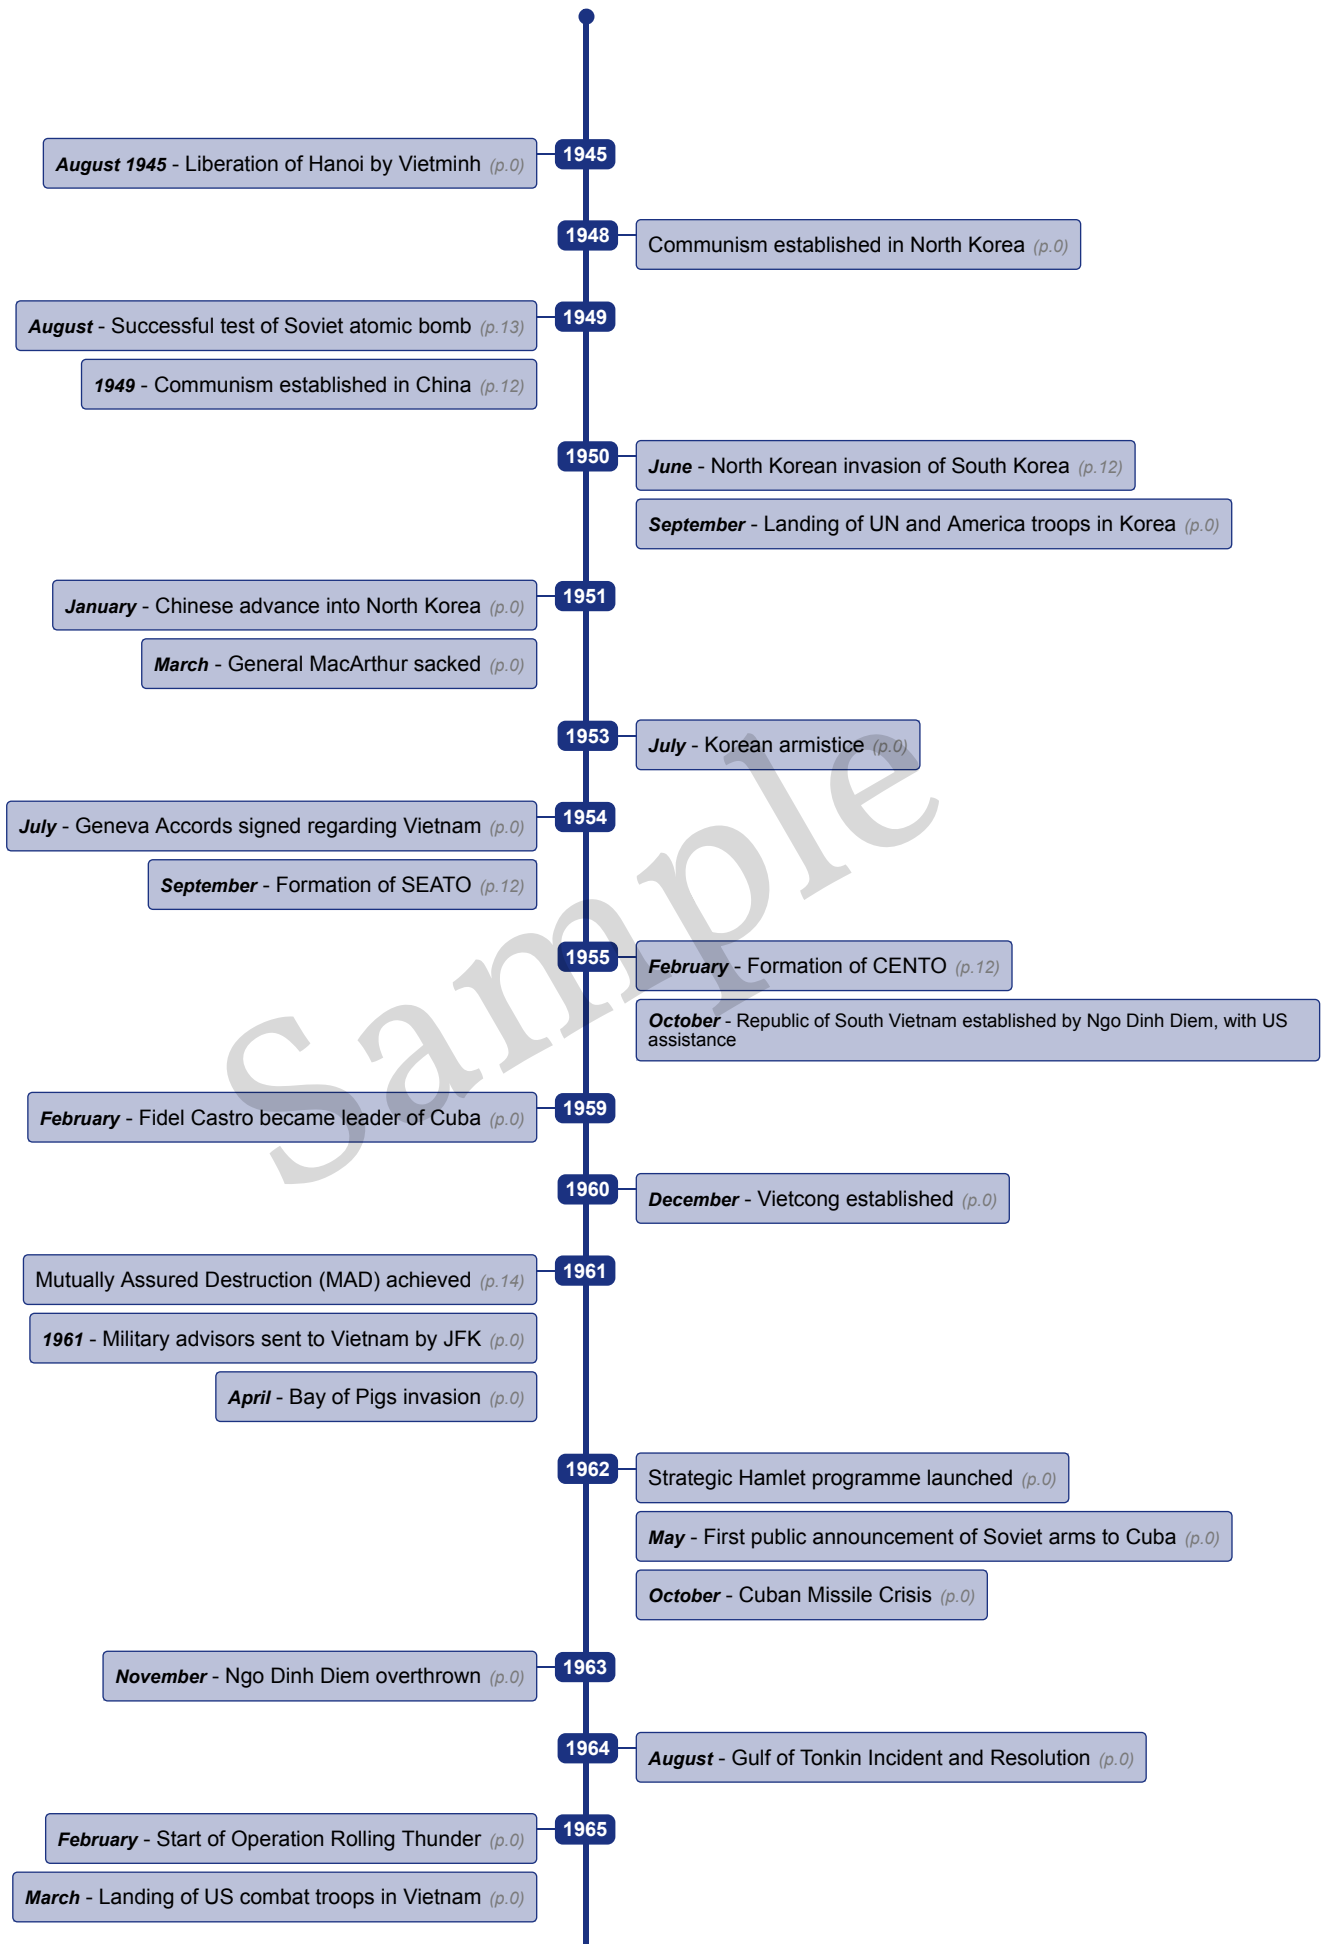 1945
August 1945 - Liberation of Hanoi by Vietminh (p.0)
1948
Communism established in North Korea (p.0)
1949
August - Successful test of Soviet atomic bomb (p.13)
1949 - Communism established in China (p.12)
1950
June - North Korean invasion of South Korea (p.12)
September - Landing of UN and America troops in Korea (p.0)
1951
January - Chinese advance into North Korea (p.0)
March - General MacArthur sacked (p.0)
1953
July - Korean armistice (p.0)
1954
July - Geneva Accords signed regarding Vietnam (p.0)
September - Formation of SEATO (p.12)
1955
February - Formation of CENTO (p.12)
October - Republic of South Vietnam established by Ngo Dinh Diem, with US
assistance
1959
February - Fidel Castro became leader of Cuba (p.0)
1960
December - Vietcong established (p.0)
1961
Mutually Assured Destruction (MAD) achieved (p.14)
1961 - Military advisors sent to Vietnam by JFK (p.0)
April - Bay of Pigs invasion (p.0)
1962
Strategic Hamlet programme launched (p.0)
May - First public announcement of Soviet arms to Cuba (p.0)
October - Cuban Missile Crisis (p.0)
1963
November - Ngo Dinh Diem overthrown (p.0)
1964
August - Gulf of Tonkin Incident and Resolution (p.0)
1965
February - Start of Operation Rolling Thunder (p.0)
March - Landing of US combat troops in Vietnam (p.0)
Sample